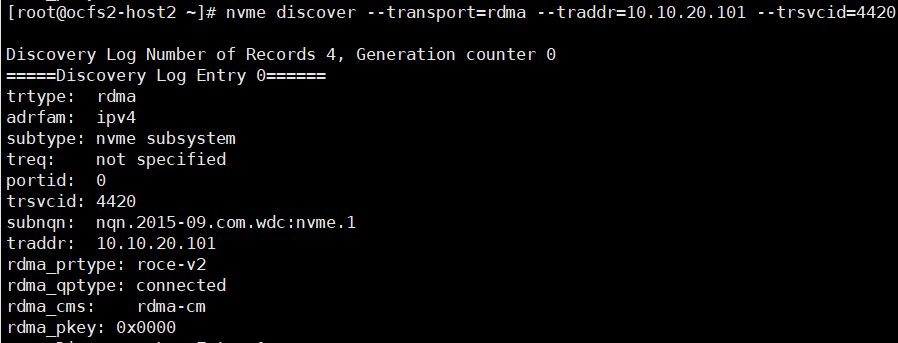 [root@ocfs2-host2 ~]# nvme discover --transport=rdma --traddr=10.10.20.101 --trsvcid=4420
Discovery Log Number of Records 4, Generation counter 0
=====Discovery Log Entry 0======
trtype:  rdma
adrfam:  ipv4
subtype: nvme subsystem
treq:    not specified
portid:  0
trsvcid: 4420
subnqn:  nqn.2015-09.com.wdc:nvme.1
traddr:  10.10.20.101
rdma_prtype: roce-v2
rdma_qptype: connected
rdma_cms:    rdma-cm
rdma_pkey: 0x0000